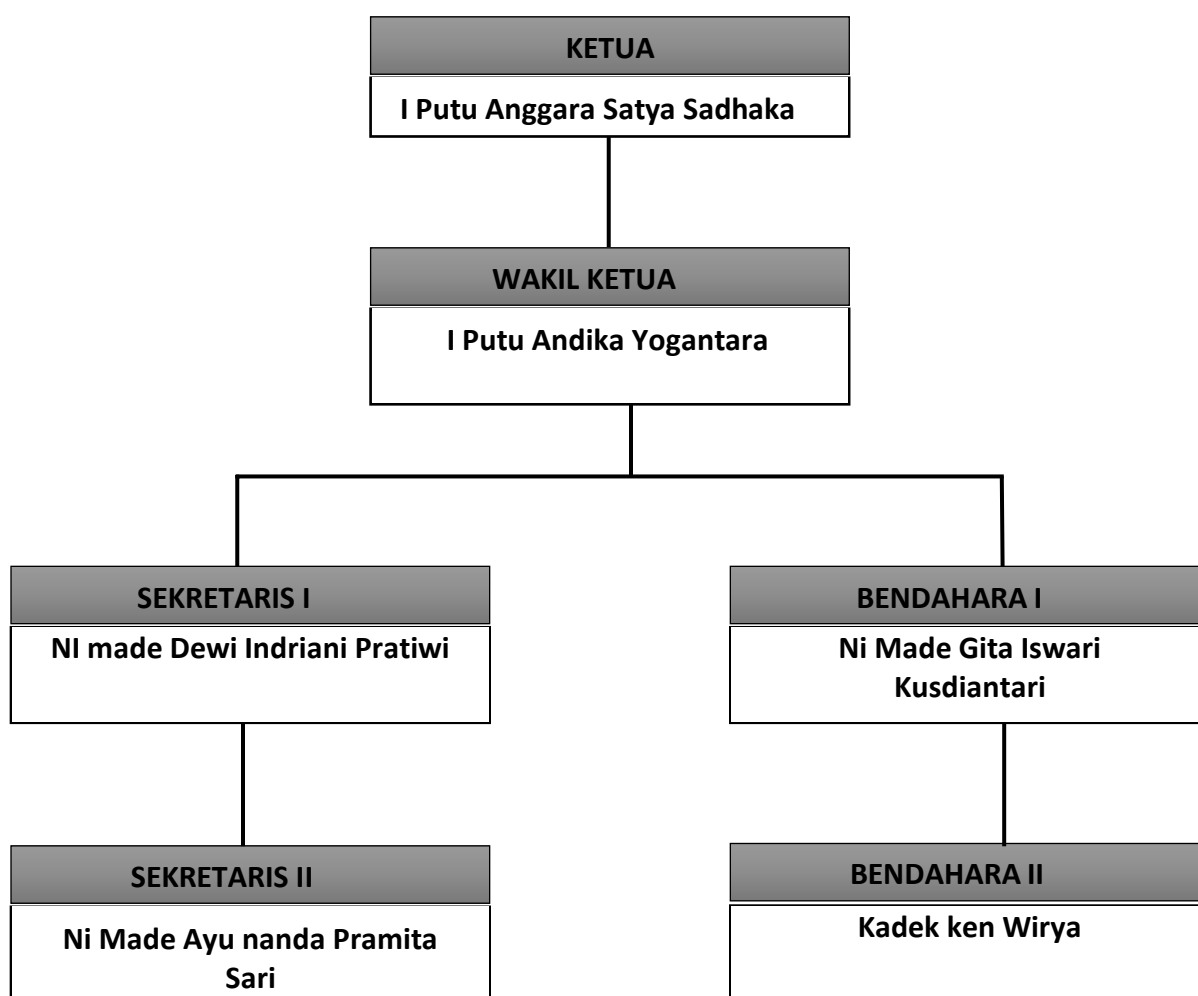 KETUA
I Putu Anggara Satya Sadhaka
WAKIL KETUA
I Putu Andika Yogantara
SEKRETARIS I
NI made Dewi Indriani Pratiwi
BENDAHARA I
Ni Made Gita Iswari
Kusdiantari
SEKRETARIS II
Ni Made Ayu nanda Pramita
Sari
BENDAHARA II
Kadek ken Wirya